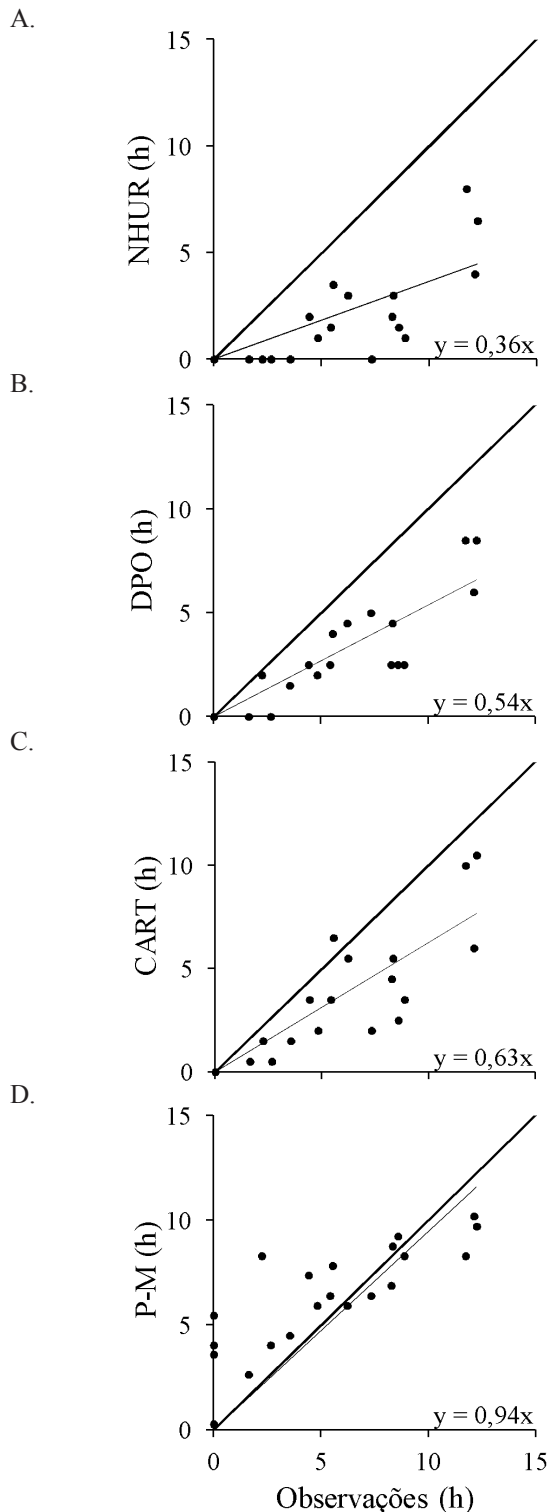 A.
15
10
5
0
NHUR (h)
y = 0,36x
B.
15
10
5
0
DPO (h)
y = 0,54x
C.
15
10
5
0
CART (h)
y = 0,63x
D.
15
10
5
0
P-M (h)
y = 0,94x
0 5 10 15
Observações (h)